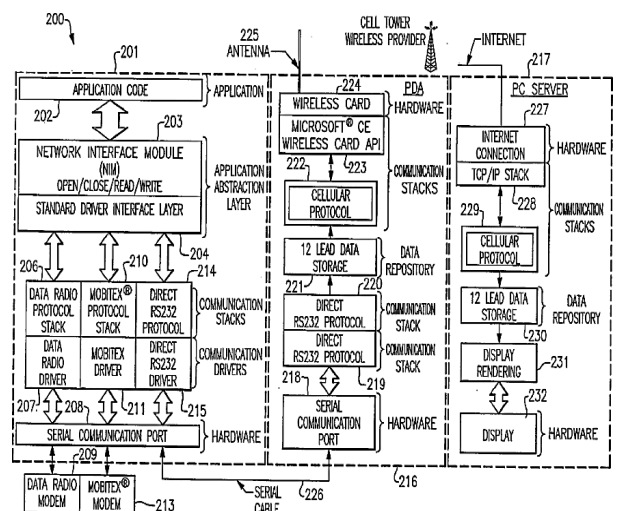 200
201
APPLICATION CODE
APPLICATION
202
203
NETWORK INTERFACE MODULE
(NIM)
OPEN/CLOSE/READ/WRITE
STANDARD DRIVER INTERFACE LAYER
APPLICATION
ABSTRACTION
LAYER
204
206
210
214
DATA RADIO
PROTOCOL
STACK
MOBITEX®
PROTOCOL
STACK
DIRECT
RS232
PROTOCOL
COMMUNICATION
STACKS
DATA
RADIO
DRIVER
MOBITEX
DRIVER
DIRECT
RS232
DRIVER
COMMUNICATION
DRIVERS
207
208
211
215
SERIAL COMMUNICATION PORT
HARDWARE
209
DATA RADIO
MODEM
MOBITEX®
MODEM
213
SERIAL
CABLE
226
225
ANTENNA
CELL TOWER
WIRELESS PROVIDER
INTERNET
217
224
PDA
WIRELESS CARD
HARDWARE
MICROSOFT® CE
WIRELESS CARD API
222
223
CELLULAR
PROTOCOL
COMMUNICATION
STACKS
12 LEAD DATA
STORAGE
DATA
REPOSITORY
221
220
DIRECT
RS232 PROTOCOL
COMMUNICATION
STACK
DIRECT
RS232 PROTOCOL
COMMUNICATION
STACK
218
219
SERIAL
COMMUNICATION
PORT
HARDWARE
216
PC SERVER
227
INTERNET
CONNECTION
HARDWARE
TCP/IP STACK
229
228
CELLULAR
PROTOCOL
COMMUNICATION
STACKS
12 LEAD DATA
STORAGE
DATA
REPOSITORY
230
DISPLAY
RENDERING
231
232
DISPLAY
HARDWARE